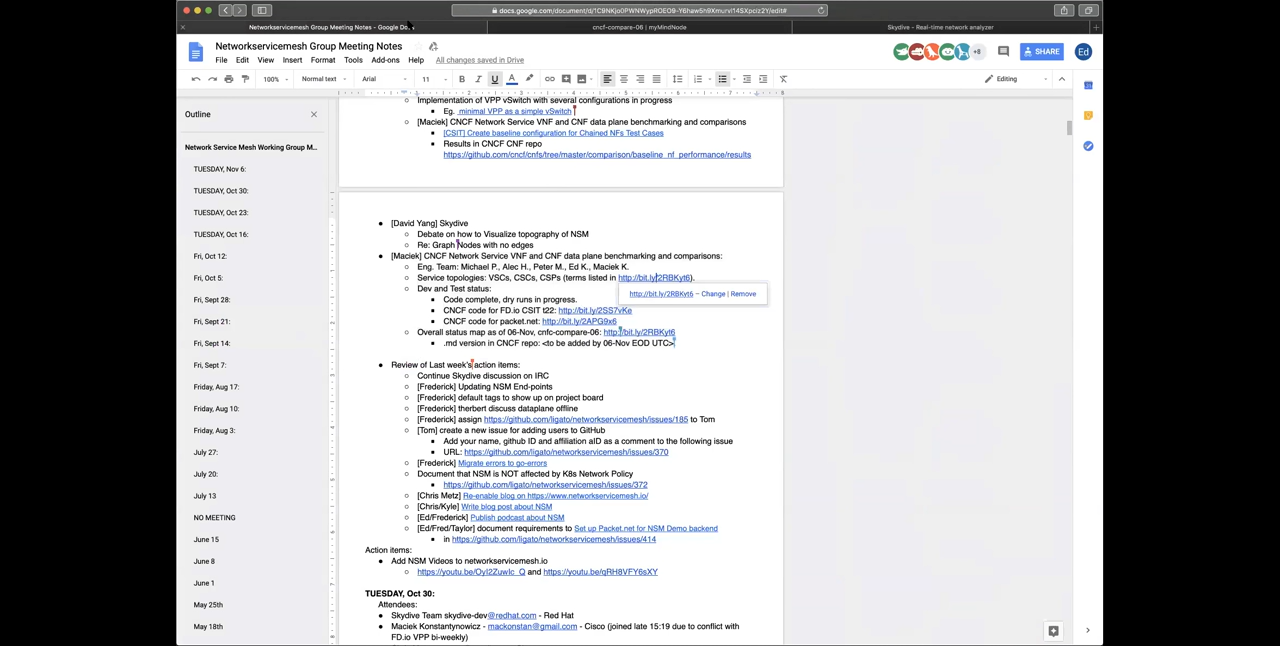 docs.google.com/document/d/1C9NKjo0PWNWypROEO9-Y6haw5h9Xmurvl14SXpciz2Y/edit#
Networkservicemesh Group Meeting Notes - Google Docs
cncf-compare-06 | myMindNode
Skydive - Real-time network analyzer
Networkservicemesh Group Meeting Notes
File Edit View Insert Format Tools Add-ons Help All changes saved in Drive
+8
SHARE
Ed
100% Normal text Arial 11 Editing
Outline
Network Service Mesh Working Group M...
TUESDAY, Nov 6:
TUESDAY, Oct 30:
TUESDAY, Oct 23:
TUESDAY, Oct 16:
Fri, Oct 12:
Fri, Oct 5:
Fri, Sept 28:
Fri, Sept 21:
Fri, Sept 14:
Fri, Sept 7:
Friday, Aug 17:
Friday, Aug 10:
Friday, Aug 3:
July 27:
July 20:
July 13
NO MEETING
June 15
June 8
June 1
May 25th
May 18th
Implementation of VPP vSwitch with several configurations in progress
Eg. minimal VPP as a simple vSwitch
[Maciek] CNCF Network Service VNF and CNF data plane benchmarking and comparisons
[CSIT] Create baseline configuration for Chained NFs Test Cases
Results in CNCF CNF repo
https://github.com/cncf/cnfs/tree/master/comparison/baseline_nf_performance/results
[David Yang] Skydive
Debate on how to Visualize topography of NSM
Re: Graph Nodes with no edges
[Maciek] CNCF Network Service VNF and CNF data plane benchmarking and comparisons:
Eng. Team: Michael P., Alec H., Peter M., Ed K., Maciek K.
Service topologies: VSCs, CSCs, CSPs (terms listed in http://bit.ly/2RBKyt6).
http://bit.ly/2RBKyt6 – Change | Remove
Dev and Test status:
Code complete, dry runs in progress.
CNCF code for FD.io CSIT t22: http://bit.ly/2SS7vKe
CNCF code for packet.net: http://bit.ly/2APG9x6
Overall status map as of 06-Nov, cnfc-compare-06: http://bit.ly/2RBKyt6
.md version in CNCF repo: <to be added by 06-Nov EOD UTC>
Review of Last week's action items:
Continue Skydive discussion on IRC
[Frederick] Updating NSM End-points
[Frederick] default tags to show up on project board
[Frederick] therbert discuss dataplane offline
[Frederick] assign https://github.com/ligato/networkservicemesh/issues/185 to Tom
[Tom] create a new issue for adding users to GitHub
Add your name, github ID and affiliation aID as a comment to the following issue
URL: https://github.com/ligato/networkservicemesh/issues/370
[Frederick] Migrate errors to go-errors
Document that NSM is NOT affected by K8s Network Policy
https://github.com/ligato/networkservicemesh/issues/372
[Chris Metz] Re-enable blog on https://www.networkservicemesh.io/
[Chris/Kyle] Write blog post about NSM
[Ed/Frederick] Publish podcast about NSM
[Ed/Fred/Taylor] document requirements to Set up Packet.net for NSM Demo backend
in https://github.com/ligato/networkservicemesh/issues/414
Action items:
Add NSM Videos to networkservicemesh.io
https://youtu.be/OyI2Zuwlc_Q and https://youtu.be/qRH8VFY6sXY
TUESDAY, Oct 30:
Attendees:
Skydive Team skydive-dev@redhat.com - Red Hat
Maciek Konstantynowicz - mackonstan@gmail.com - Cisco (joined late 15:19 due to conflict with
FD.io VPP bi-weekly)